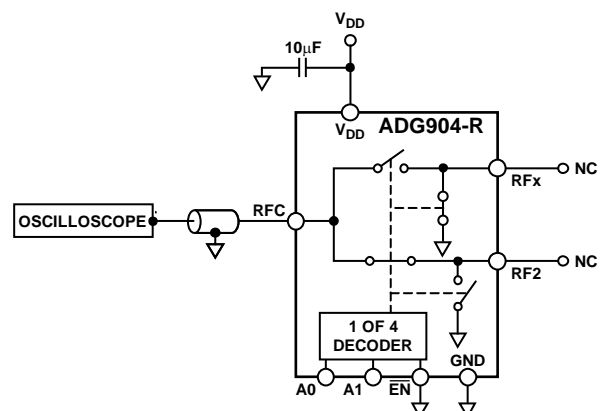 VDD
10μF
VDD
ADG904-R
RFx
NC
OSCILLOSCOPE
RFC
RF2
NC
1 OF 4
DECODER
GND
A0
A1
EN